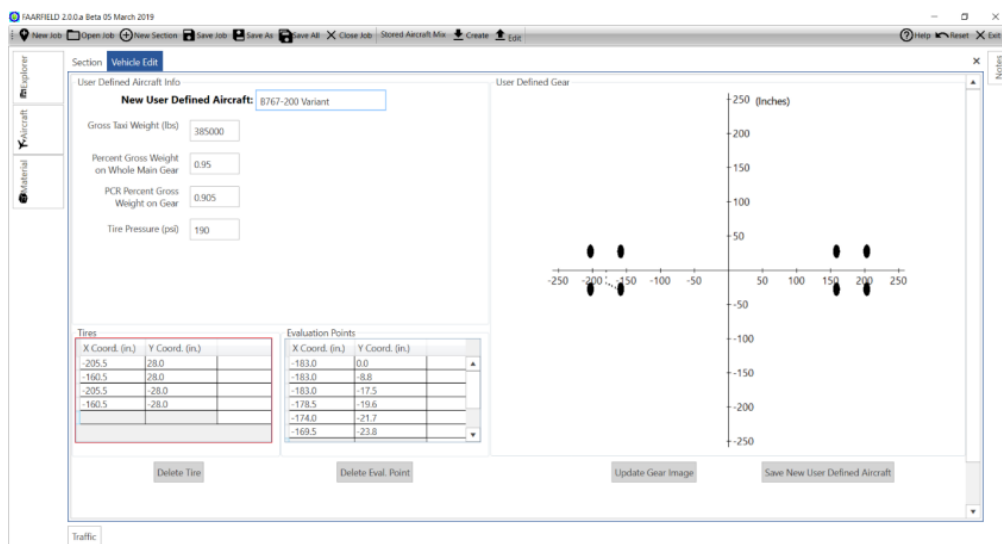 FAARFIELD 2.0.0.a Beta 05 March 2019
New Job Open Job New Section Save Job Save As Save All Close Job Stored Aircraft Mix Create Edit Help Reset Exit
Explorer
Aircraft
Material
Notes
Section Vehicle Edit
User Defined Aircraft Info
New User Defined Aircraft: B767-200 Variant
Gross Taxi Weight (lbs) 385000
Percent Gross Weight
on Whole Main Gear 0.95
PCR Percent Gross
Weight on Gear 0.905
Tire Pressure (psi) 190
User Defined Gear
250 (Inches)
200
150
100
50
-250 -200 -150 -100 -50 50 100 150 200 250
-50
-100
-150
-200
-250
Tires
X Coord. (in.) Y Coord. (in.)
-205.5 28.0
-160.5 28.0
-205.5 -28.0
-160.5 -28.0
Evaluation Points
X Coord. (in.) Y Coord. (in.)
-183.0 0.0
-183.0 -8.8
-183.0 -17.5
-178.5 -19.6
-174.0 -21.7
-169.5 -23.8
Delete Tire Delete Eval. Point Update Gear Image Save New User Defined Aircraft
Traffic